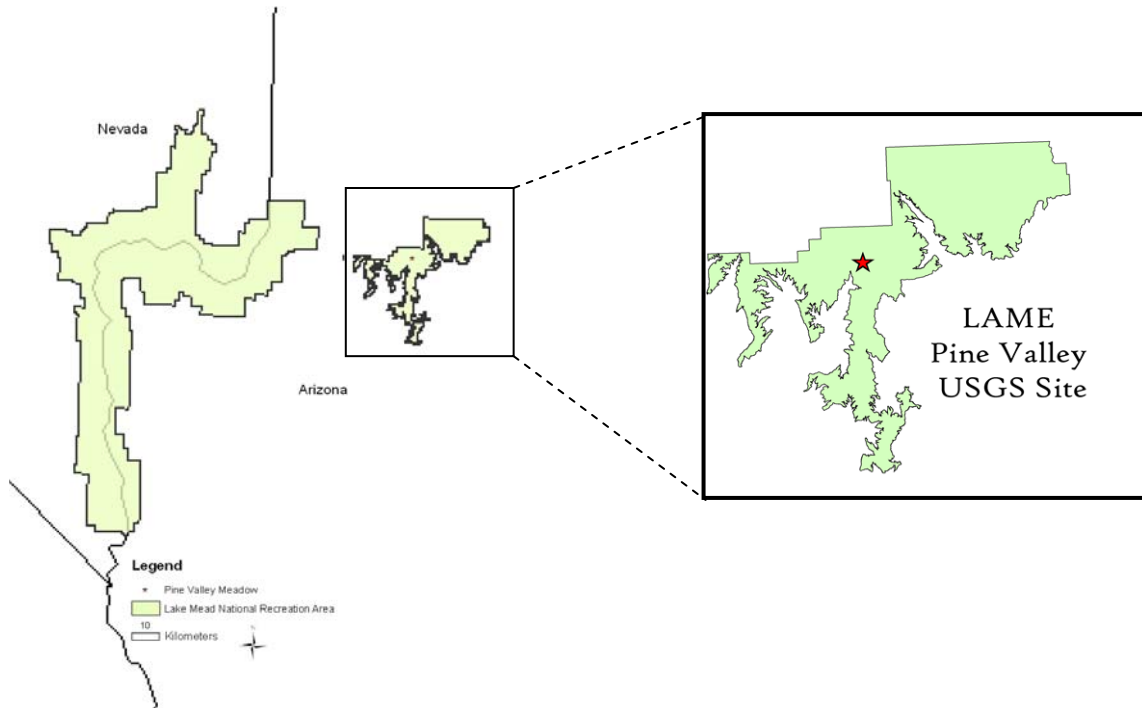 Nevada
Arizona
LAME
Pine Valley
USGS Site
Legend
Pine Valley Meadow
Lake Mead National Recreation Area
10
Kilometers